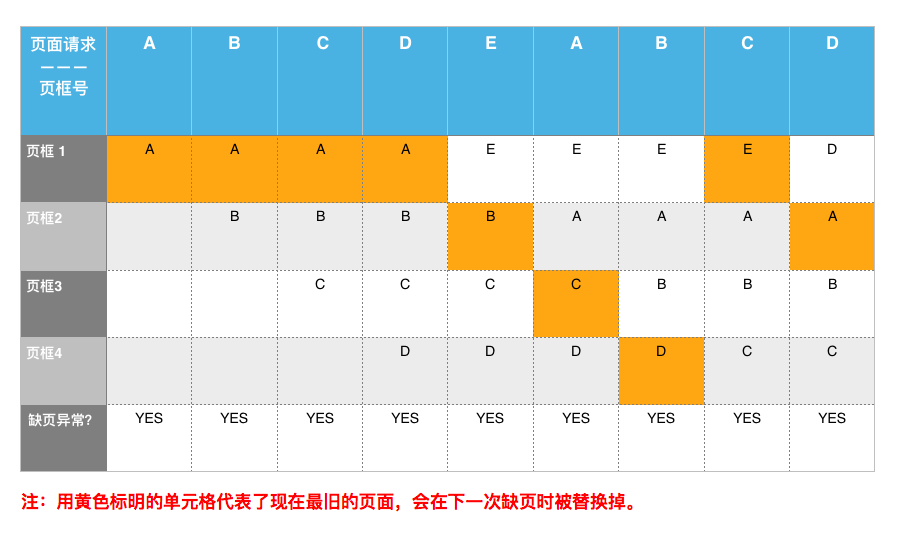 页面请求 A B C D E A B C D
———
页框号
页框 1 A A A A E E E E D
页框2 B B B B A A A A
页框3 C C C C B B B
页框4 D D D D C C
缺页异常? YES YES YES YES YES YES YES YES YES
注：用黄色标明的单元格代表了现在最旧的页面，会在下一次缺页时被替换掉。